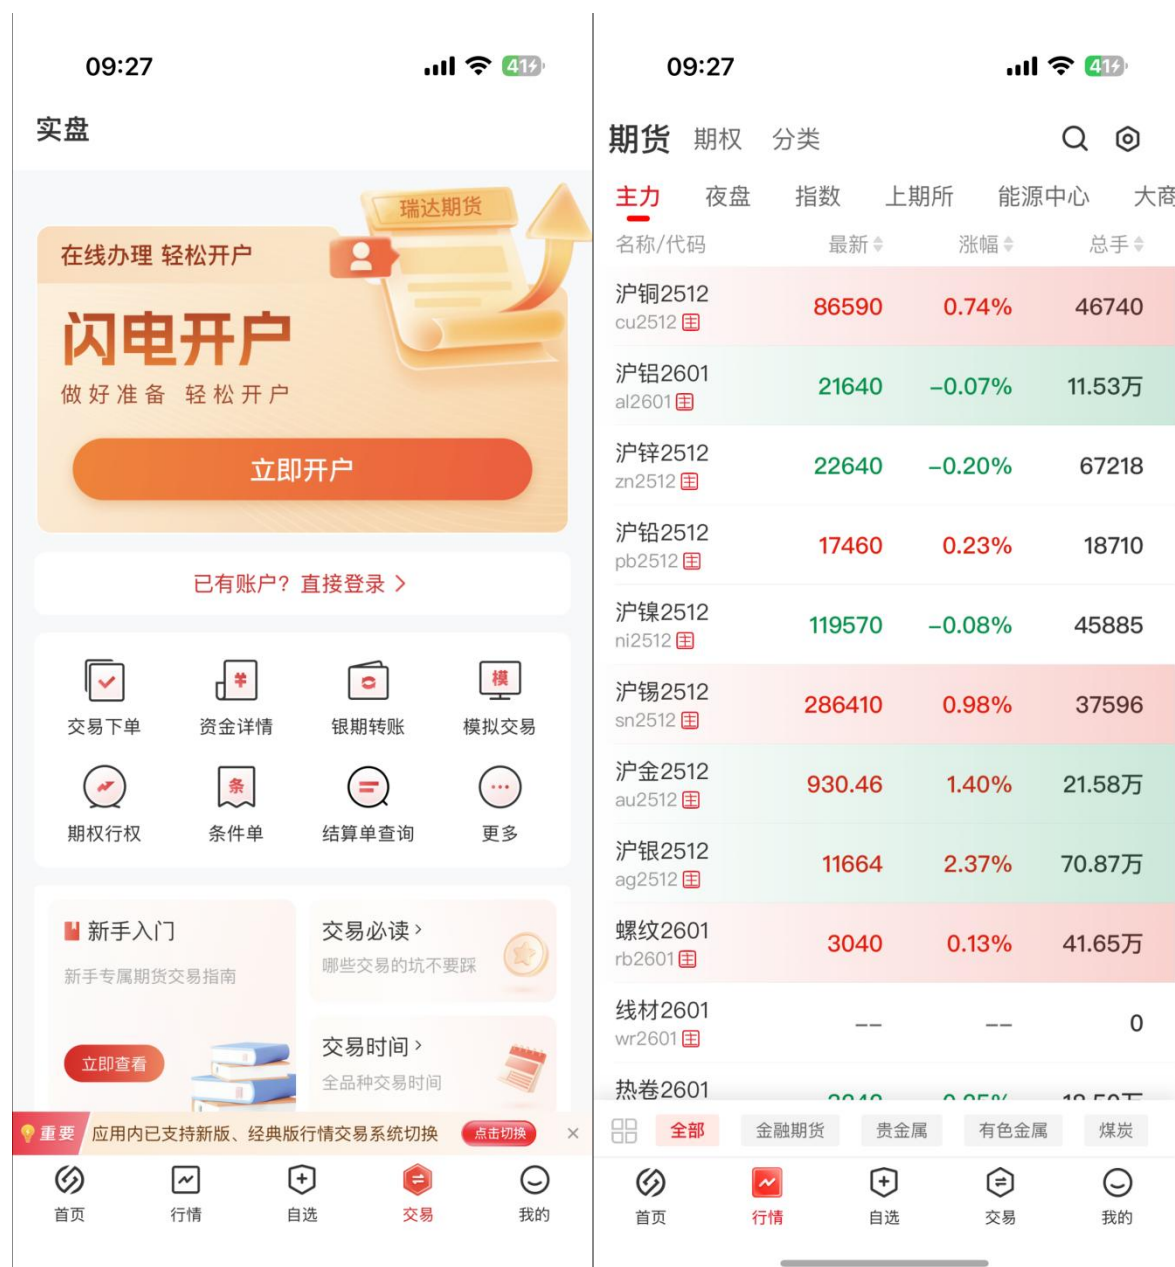 09:27
41
实盘
瑞达期货
在线办理 轻松开户
闪电开户
做好准备 轻松开户
立即开户
已有账户? 直接登录 >
交易下单 资金详情 银期转账 模拟交易
模
条
期权行权 条件单 结算单查询 更多
新手入门
新手专属期货交易指南
立即查看
交易必读 >
哪些交易的坑不要踩
交易时间 >
全品种交易时间
重要 应用内已支持新版、经典版行情交易系统切换 点击切换 ×
首页 行情 自选 交易 我的
09:27
41
期货 期权 分类
主力 夜盘 指数 上期所 能源中心 大商
名称/代码 最新 涨幅 总手
沪铜2512 86590 0.74% 46740
cu2512 主
沪铝2601 21640 -0.07% 11.53万
al2601 主
沪锌2512 22640 -0.20% 67218
zn2512 主
沪铅2512 17460 0.23% 18710
pb2512 主
沪镍2512 119570 -0.08% 45885
ni2512 主
沪锡2512 286410 0.98% 37596
sn2512 主
沪金2512 930.46 1.40% 21.58万
au2512 主
沪银2512 11664 2.37% 70.87万
ag2512 主
螺纹2601 3040 0.13% 41.65万
rb2601 主
线材2601 -- -- 0
wr2601 主
热卷2601
全部 金融期货 贵金属 有色金属 煤炭
首页 行情 自选 交易 我的